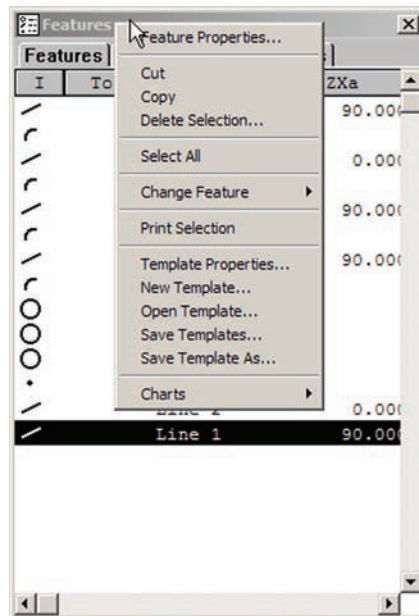 Features
Features
I To ZXa
Feature Properties...
Cut
Copy
Delete Selection...
Select All
Change Feature
Print Selection
Template Properties...
New Template...
Open Template...
Save Templates...
Save Template As...
Charts
90.000
0.000
90.000
90.000
Line 2 0.000
Line 1 90.000